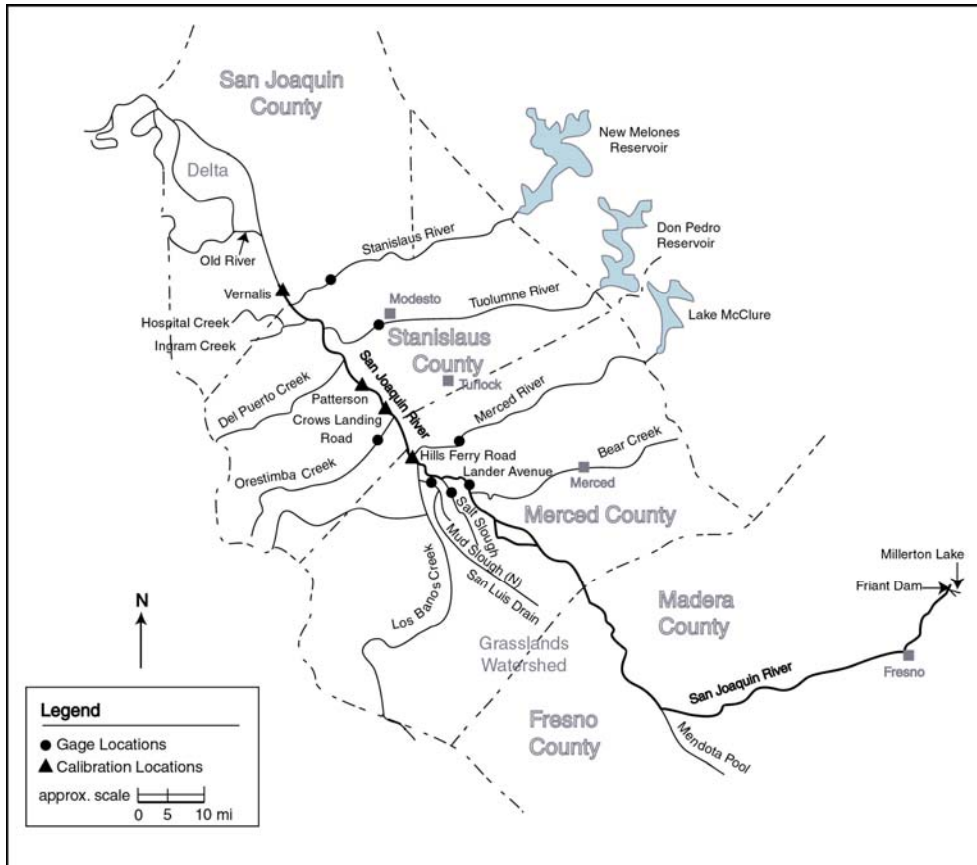 San Joaquin
County
New Melones
Reservoir
Delta
Don Pedro
Reservoir
Stanislaus River
Old River
Vernalis
Modesto
Tuolumne River
Lake McClure
Hospital Creek
Ingram Creek
Stanislaus
County
San Joaquin River
Turlock
Del Puerto Creek
Patterson
Merced River
Crows Landing
Road
Hills Ferry Road
Bear Creek
Orestimba Creek
Lander Avenue
Merced
Salt Slough
Merced County
Mud Slough (N)
San Luis Drain
Los Banos Creek
Millerton Lake
Friant Dam
Madera
County
N
Grasslands
Watershed
Fresno
San Joaquin River
Fresno
County
Mendota Pool
Legend
Gage Locations
Calibration Locations
approx. scale
0 5 10 mi